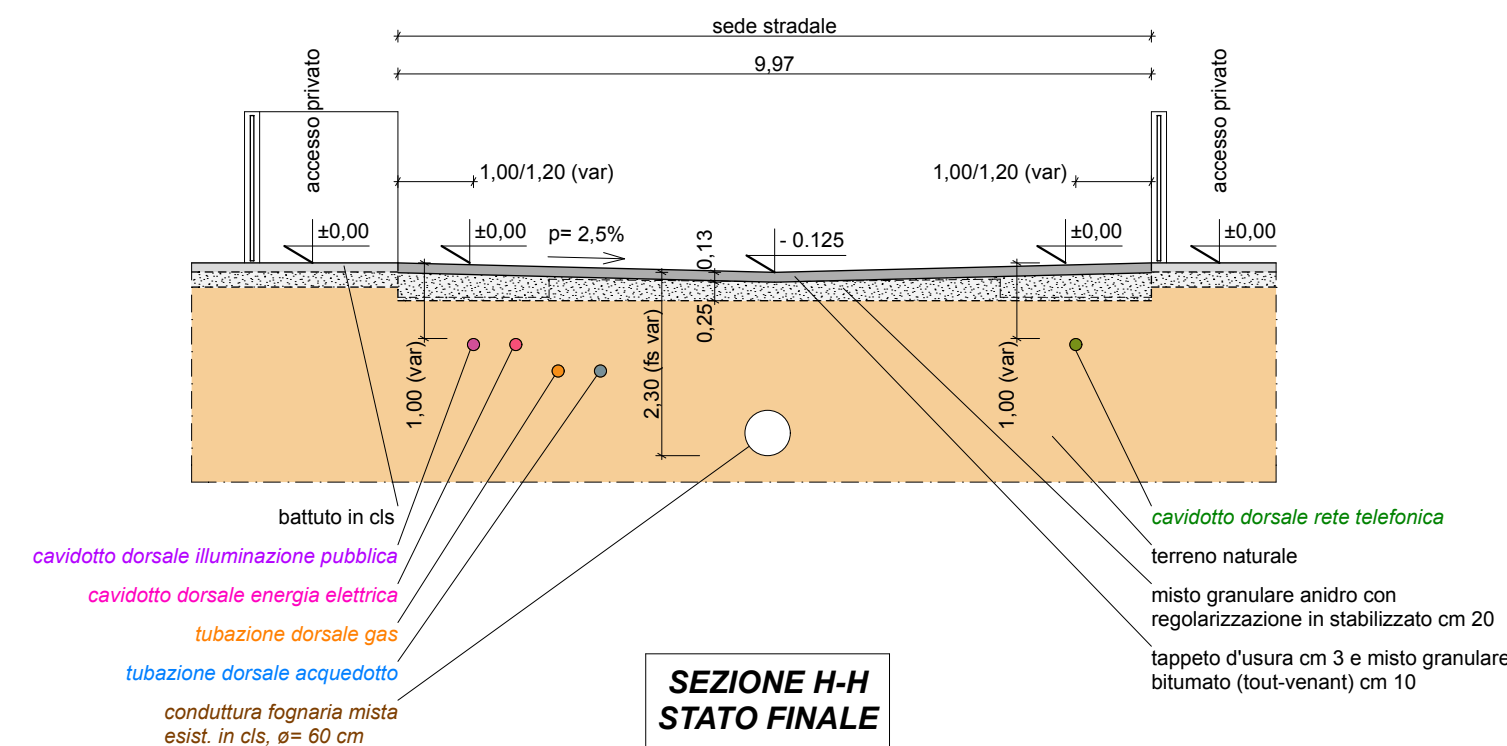 sede stradale
9,97
accesso privato
accesso privato
1,00/1,20 (var)
1,00/1,20 (var)
±0,00
±0,00
p= 2,5%
0,13
- 0.125
±0,00
±0,00
0,25
1,00 (var)
2,30 (fs var)
1,00 (var)
battuto in cls
cavidotto dorsale illuminazione pubblica
cavidotto dorsale energia elettrica
tubazione dorsale gas
tubazione dorsale acquedotto
conduttura fognaria mista
esist. in cls, ø= 60 cm
cavidotto dorsale rete telefonica
terreno naturale
misto granulare anidro con
regolarizzazione in stabilizzato cm 20
tappeto d'usura cm 3 e misto granulare
bitumato (tout-venant) cm 10
SEZIONE H-H
STATO FINALE